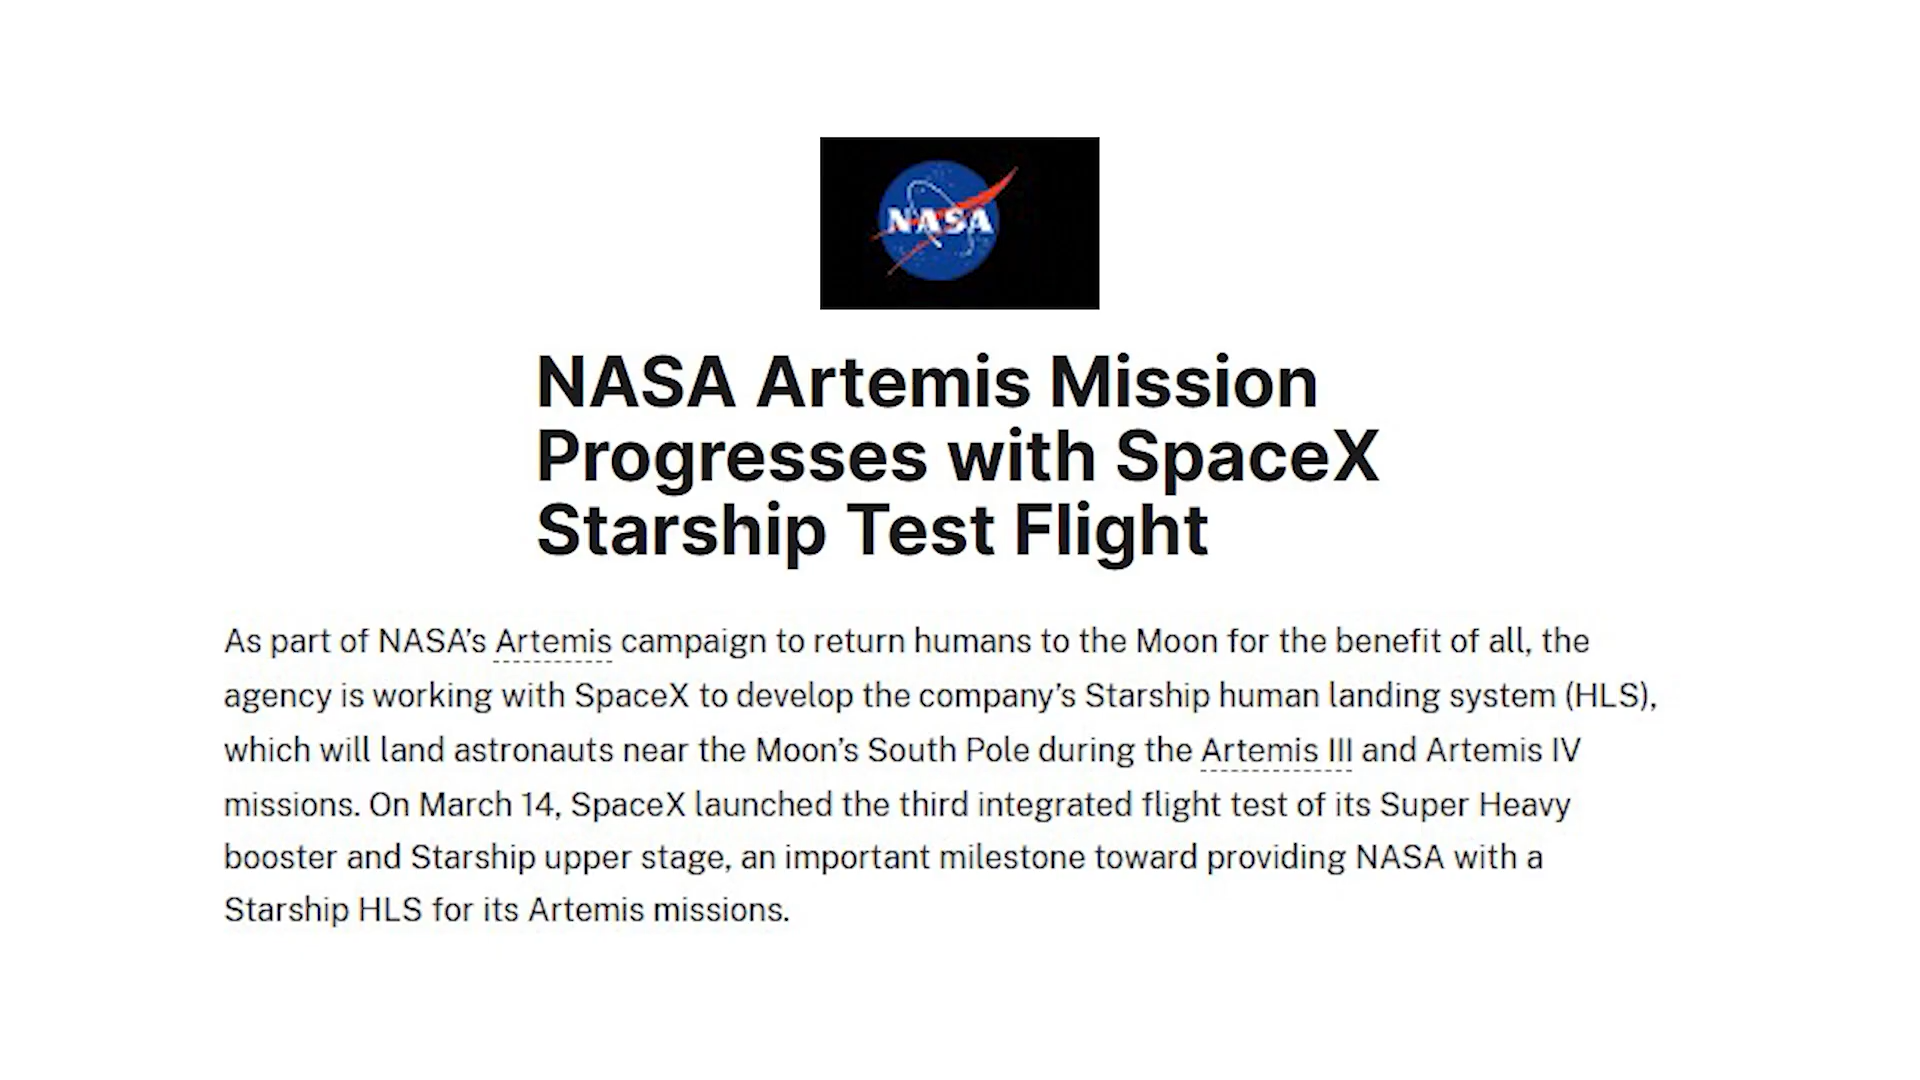 NASA
NASA Artemis Mission
Progresses with SpaceX
Starship Test Flight
As part of NASA’s Artemis campaign to return humans to the Moon for the benefit of all, the
agency is working with SpaceX to develop the company’s Starship human landing system (HLS),
which will land astronauts near the Moon’s South Pole during the Artemis III and Artemis IV
missions. On March 14, SpaceX launched the third integrated flight test of its Super Heavy
booster and Starship upper stage, an important milestone toward providing NASA with a
Starship HLS for its Artemis missions.